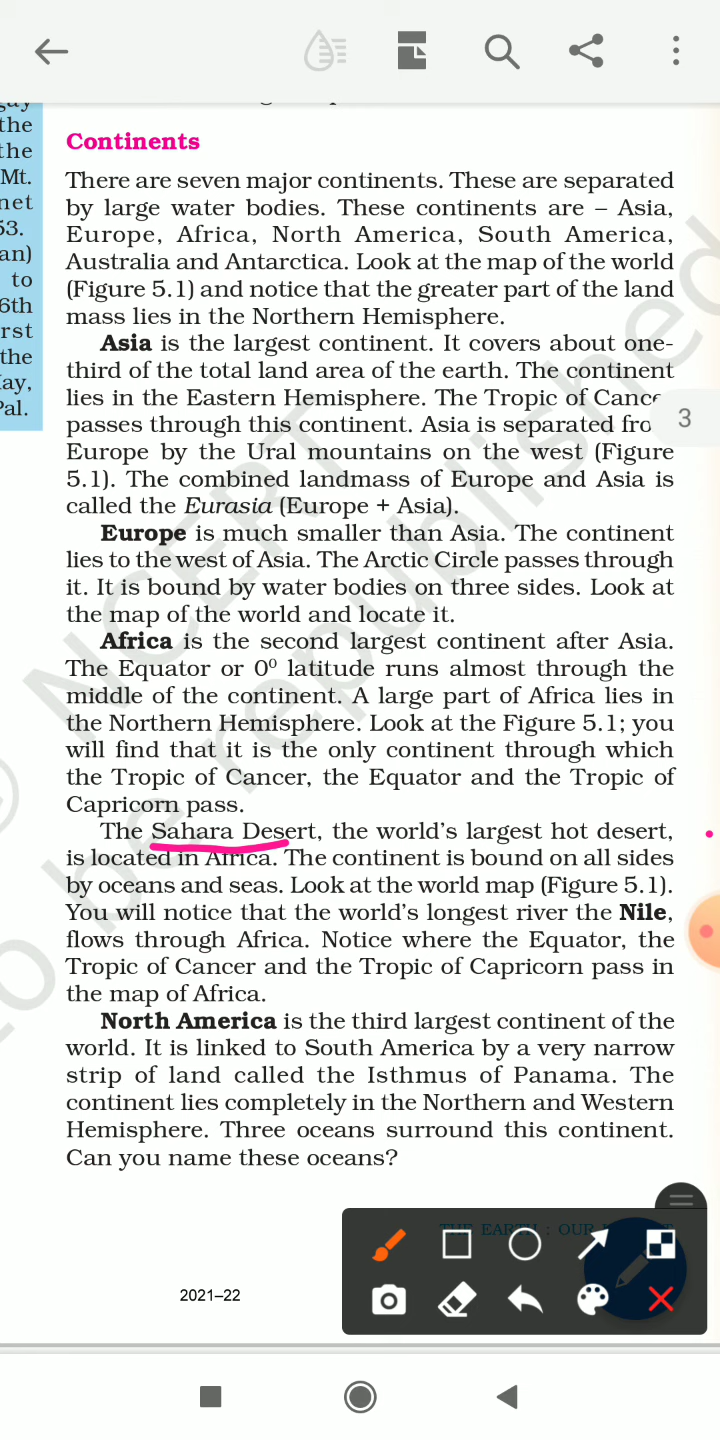 gay
the
the
Mt.
net
53.
an)
to
6th
rst
the
ay,
Pal.
Continents
There are seven major continents. These are separated
by large water bodies. These continents are – Asia,
Europe, Africa, North America, South America,
Australia and Antarctica. Look at the map of the world
(Figure 5.1) and notice that the greater part of the land
mass lies in the Northern Hemisphere.
Asia is the largest continent. It covers about one-
third of the total land area of the earth. The continent
lies in the Eastern Hemisphere. The Tropic of Cance
passes through this continent. Asia is separated fro
3
Europe by the Ural mountains on the west (Figure
5.1). The combined landmass of Europe and Asia is
called the Eurasia (Europe + Asia).
Europe is much smaller than Asia. The continent
lies to the west of Asia. The Arctic Circle passes through
it. It is bound by water bodies on three sides. Look at
the map of the world and locate it.
Africa is the second largest continent after Asia.
The Equator or 0⁰ latitude runs almost through the
middle of the continent. A large part of Africa lies in
the Northern Hemisphere. Look at the Figure 5.1; you
will find that it is the only continent through which
the Tropic of Cancer, the Equator and the Tropic of
Capricorn pass.
The Sahara Desert, the world's largest hot desert,
is located in Africa. The continent is bound on all sides
by oceans and seas. Look at the world map (Figure 5.1).
You will notice that the world's longest river the Nile,
flows through Africa. Notice where the Equator, the
Tropic of Cancer and the Tropic of Capricorn pass in
the map of Africa.
North America is the third largest continent of the
world. It is linked to South America by a very narrow
strip of land called the Isthmus of Panama. The
continent lies completely in the Northern and Western
Hemisphere. Three oceans surround this continent.
Can you name these oceans?
THE EARTH : OUR
2021–22
© NCERT
to be republished